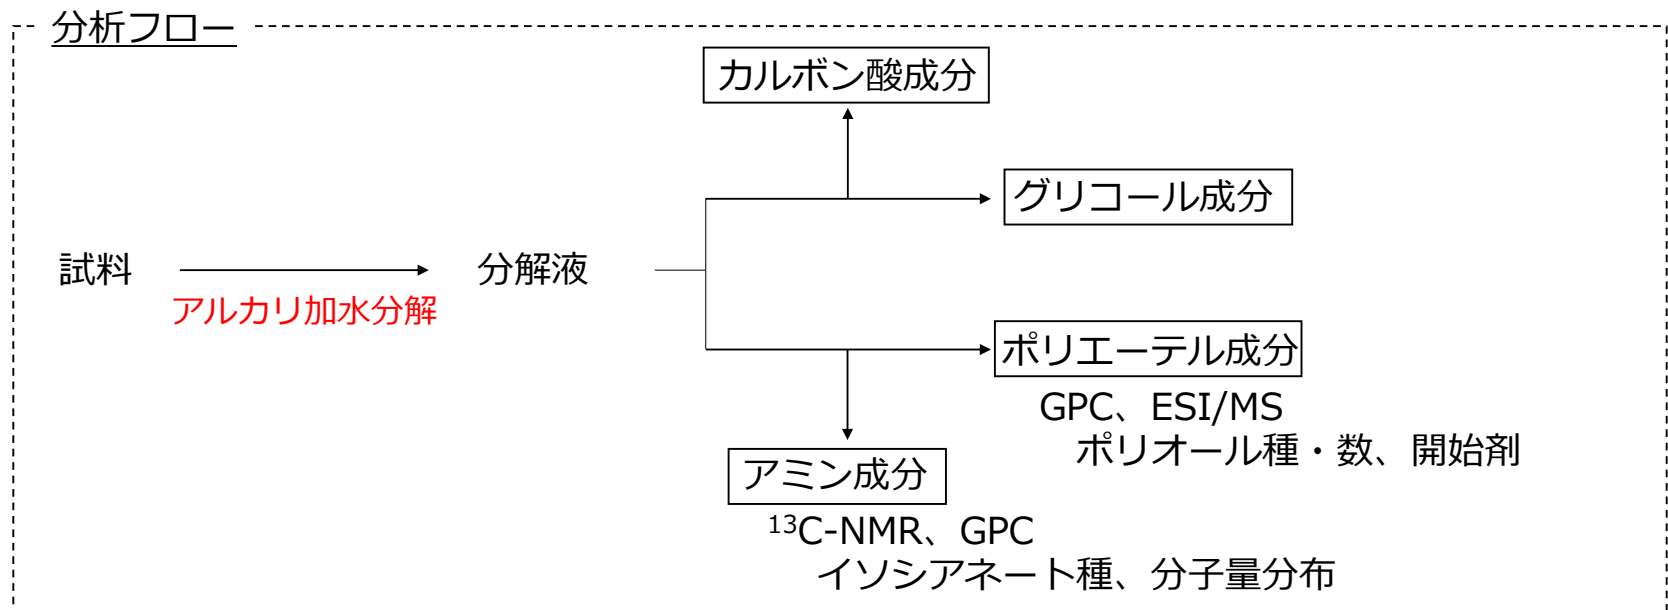 分析フロー
カルボン酸成分
グリコール成分
試料
分解液
アルカリ加水分解
ポリエーテル成分
GPC、ESI/MS
ポリオール種・数、開始剤
アミン成分
¹³C-NMR、GPC
イソシアネート種、分子量分布